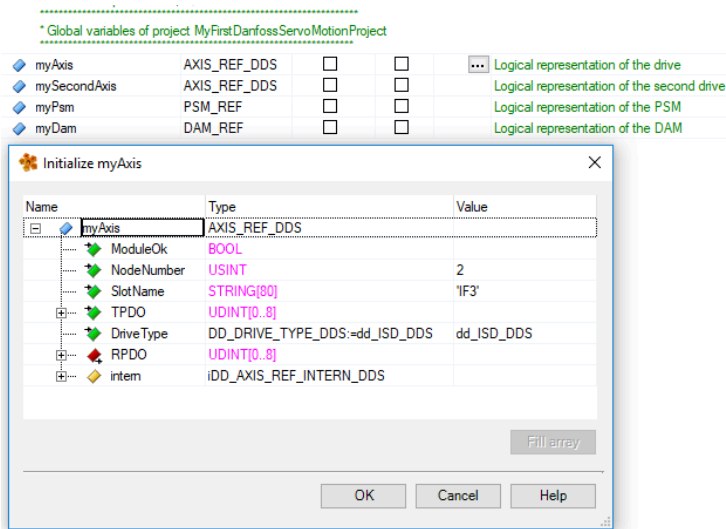 * Global variables of project MyFirstDanfossServoMotionProject
myAxis AXIS_REF_DDS ... Logical representation of the drive
mySecondAxis AXIS_REF_DDS Logical representation of the second drive
myPsm PSM_REF Logical representation of the PSM
myDam DAM_REF Logical representation of the DAM
Initialize myAxis
Name Type Value
myAxis AXIS_REF_DDS
ModuleOk BOOL
NodeNumber USINT 2
SlotName STRING[80] 'IF3'
TPDO UDINT[0..8]
DriveType DD_DRIVE_TYPE_DDS:=dd_ISD_DDS dd_ISD_DDS
RPDO UDINT[0..8]
intern iDD_AXIS_REF_INTERN_DDS
Fill array
OK Cancel Help